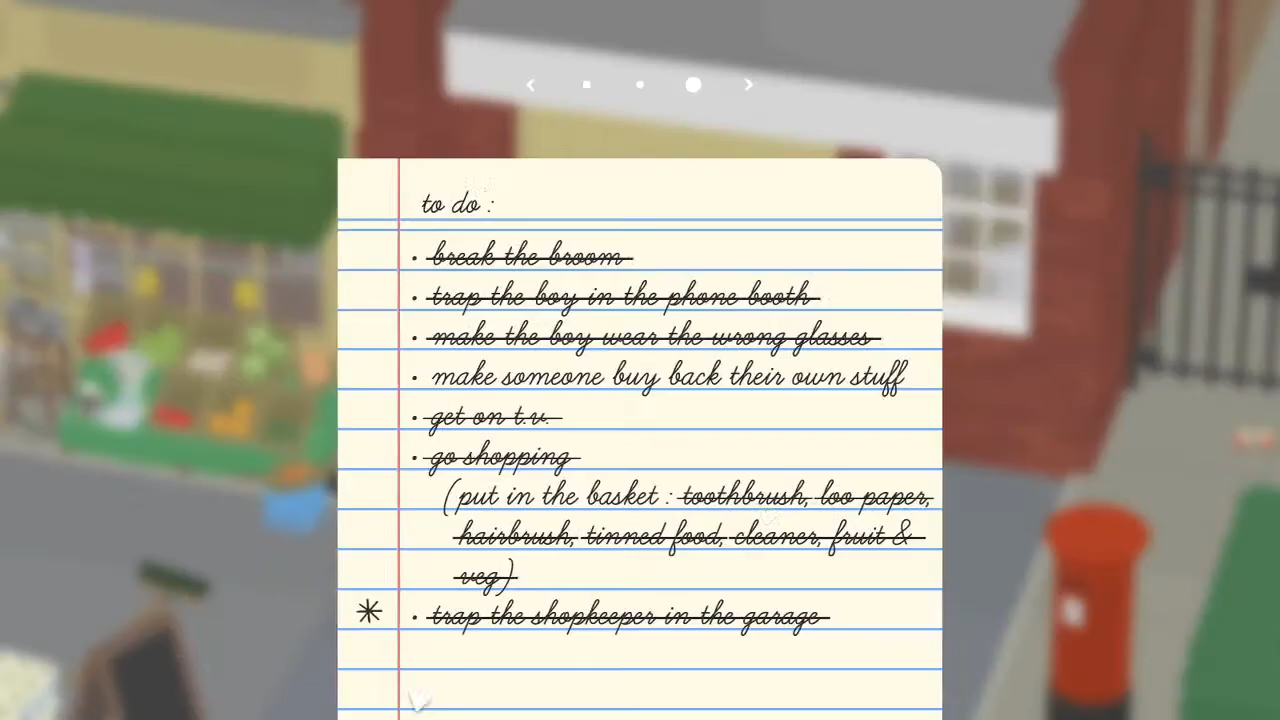 to do :
• break the broom
• trap the boy in the phone booth
• make the boy wear the wrong glasses
• make someone buy back their own stuff
• get on t.v.
• go shopping
(put in the basket : toothbrush, loo paper,
hairbrush, tinned food, cleaner, fruit &
veg)
• trap the shopkeeper in the garage